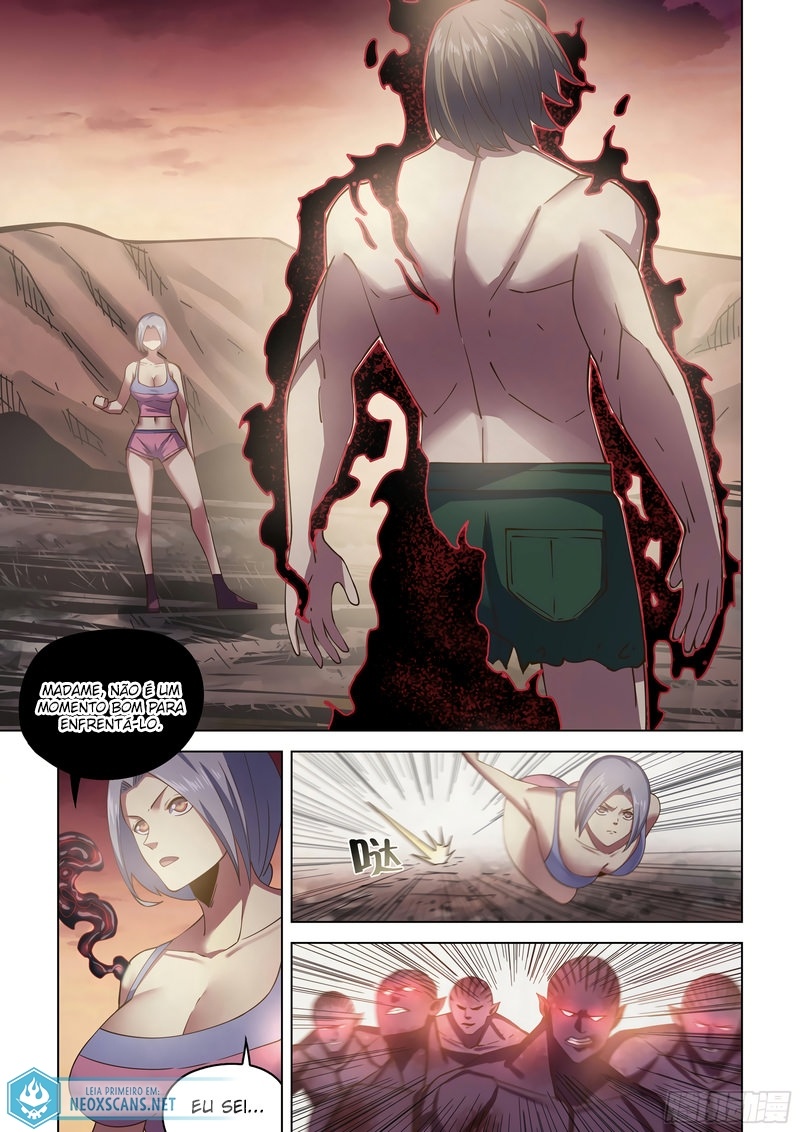 MADAME, NÃO É UM
MOMENTO BOM PARA
ENFRENTÁ-LO.
哒
EU SEI...
LEIA PRIMEIRO EM:
NEOXSCANS.NET